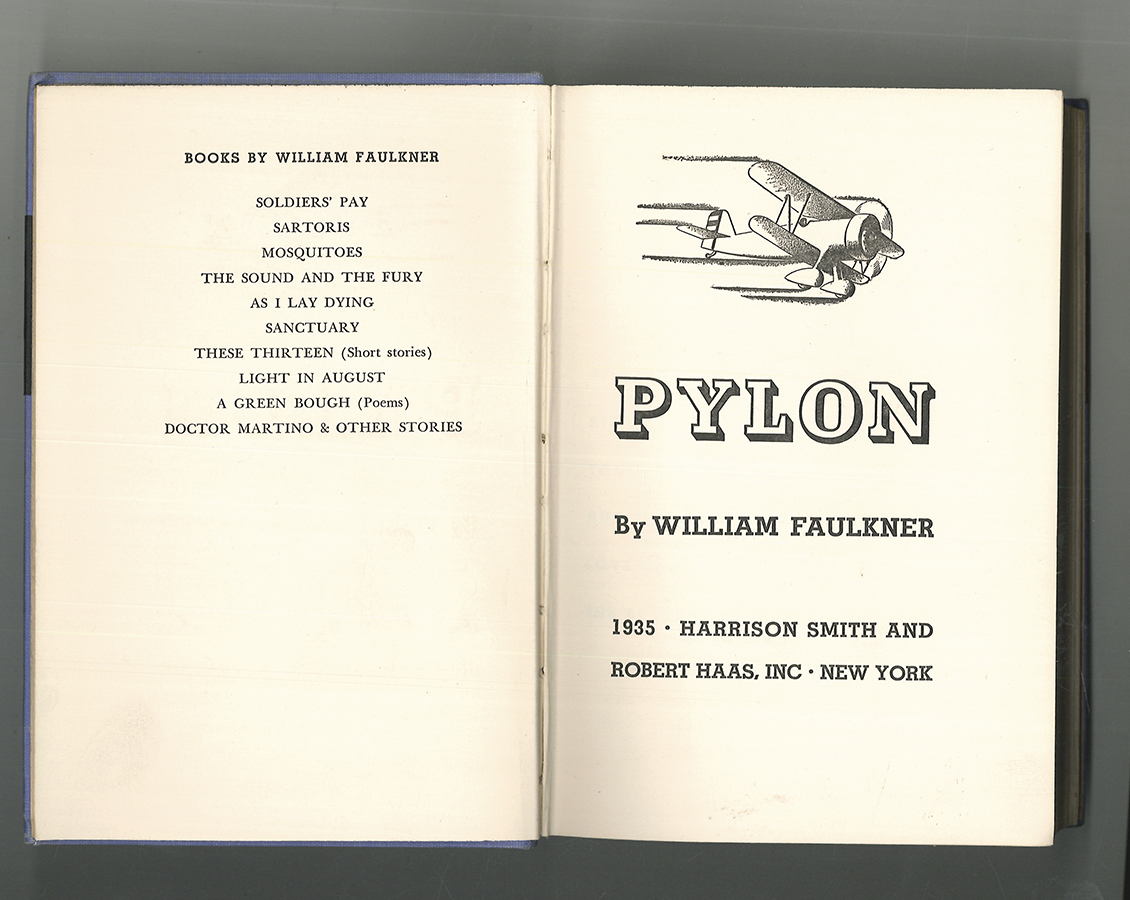 BOOKS BY WILLIAM FAULKNER
SOLDIERS' PAY
SARTORIS
MOSQUITOES
THE SOUND AND THE FURY
AS I LAY DYING
SANCTUARY
THESE THIRTEEN (Short stories)
LIGHT IN AUGUST
A GREEN BOUGH (Poems)
DOCTOR MARTINO & OTHER STORIES
PYLON
By WILLIAM FAULKNER
1935 · HARRISON SMITH AND
ROBERT HAAS, INC · NEW YORK